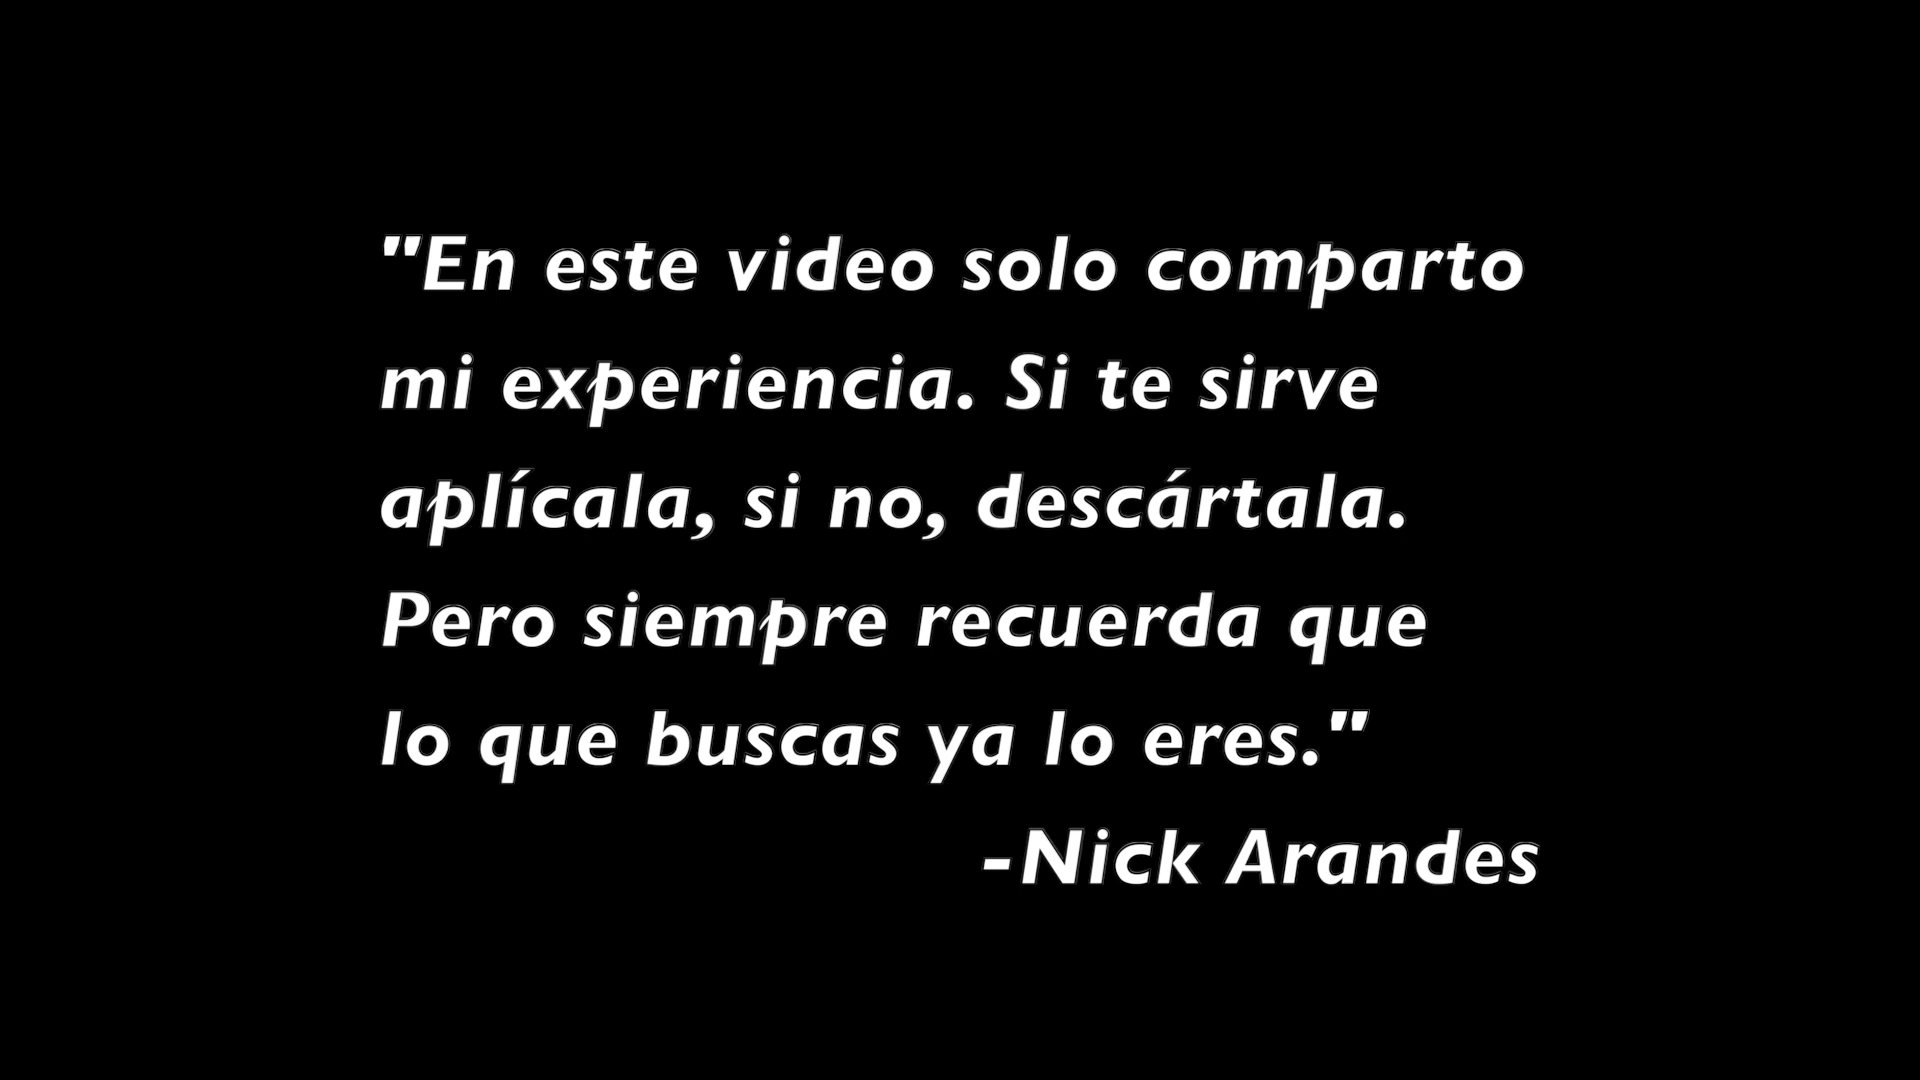 "En este video solo comparto
mi experiencia. Si te sirve
aplícala, si no, descártala.
Pero siempre recuerda que
lo que buscas ya lo eres."
-Nick Arandes